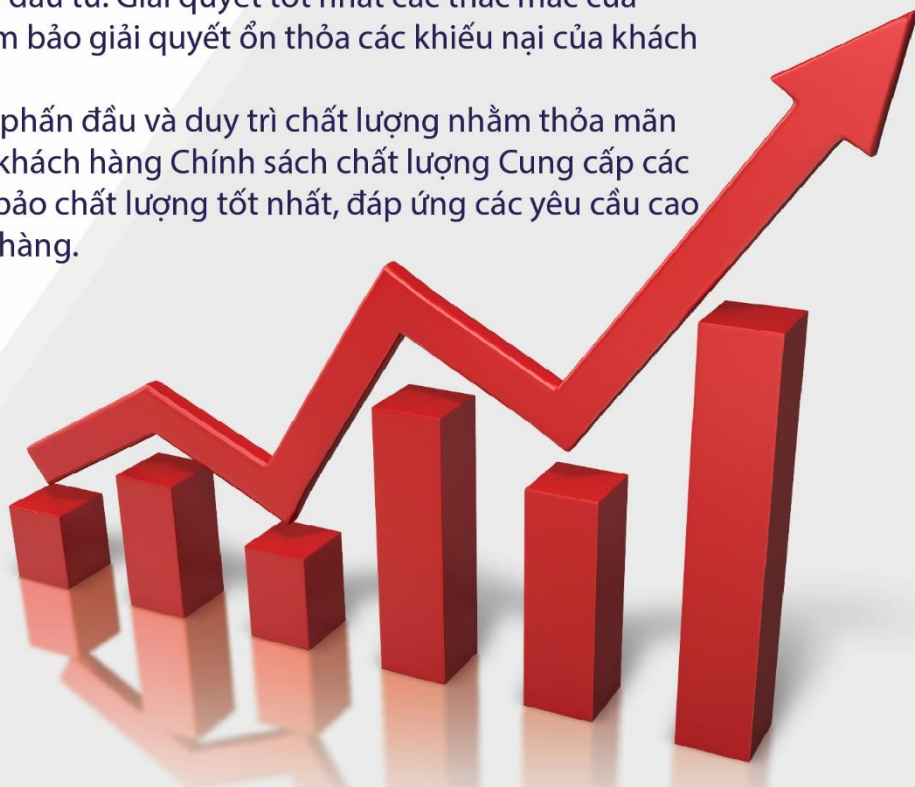 đầu tư. Giải quyết tốt nhất các thắc mắc của
m bảo giải quyết ổn thỏa các khiếu nại của khách
phấn đầu và duy trì chất lượng nhằm thỏa mãn
khách hàng Chính sách chất lượng Cung cấp các
bảo chất lượng tốt nhất, đáp ứng các yêu cầu cao
hàng.